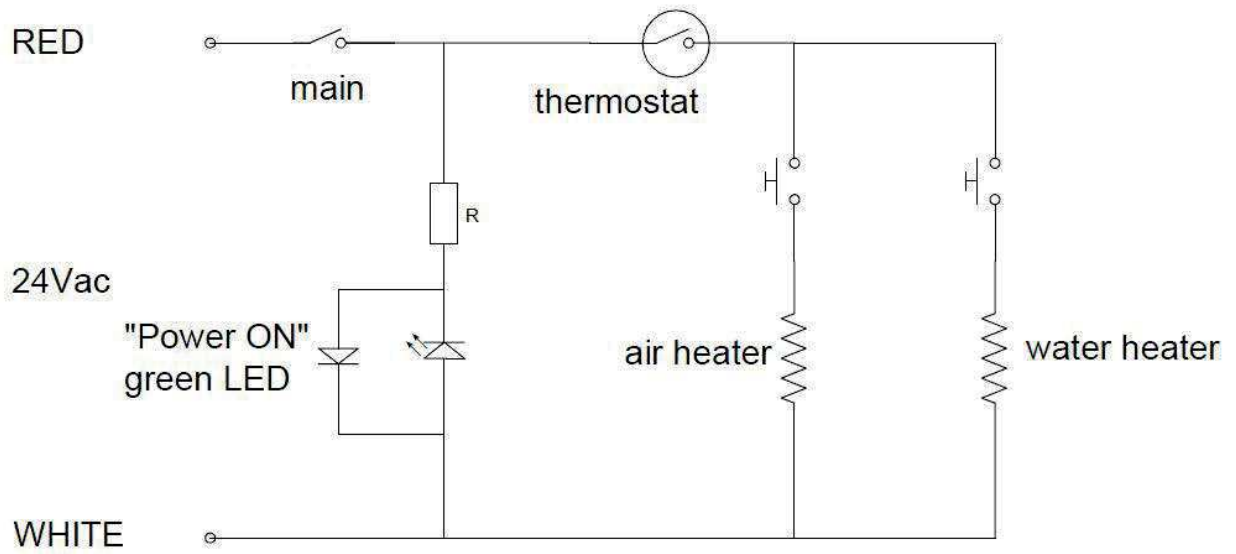 RED
main
thermostat
R
24Vac
"Power ON"
green LED
air heater
water heater
WHITE